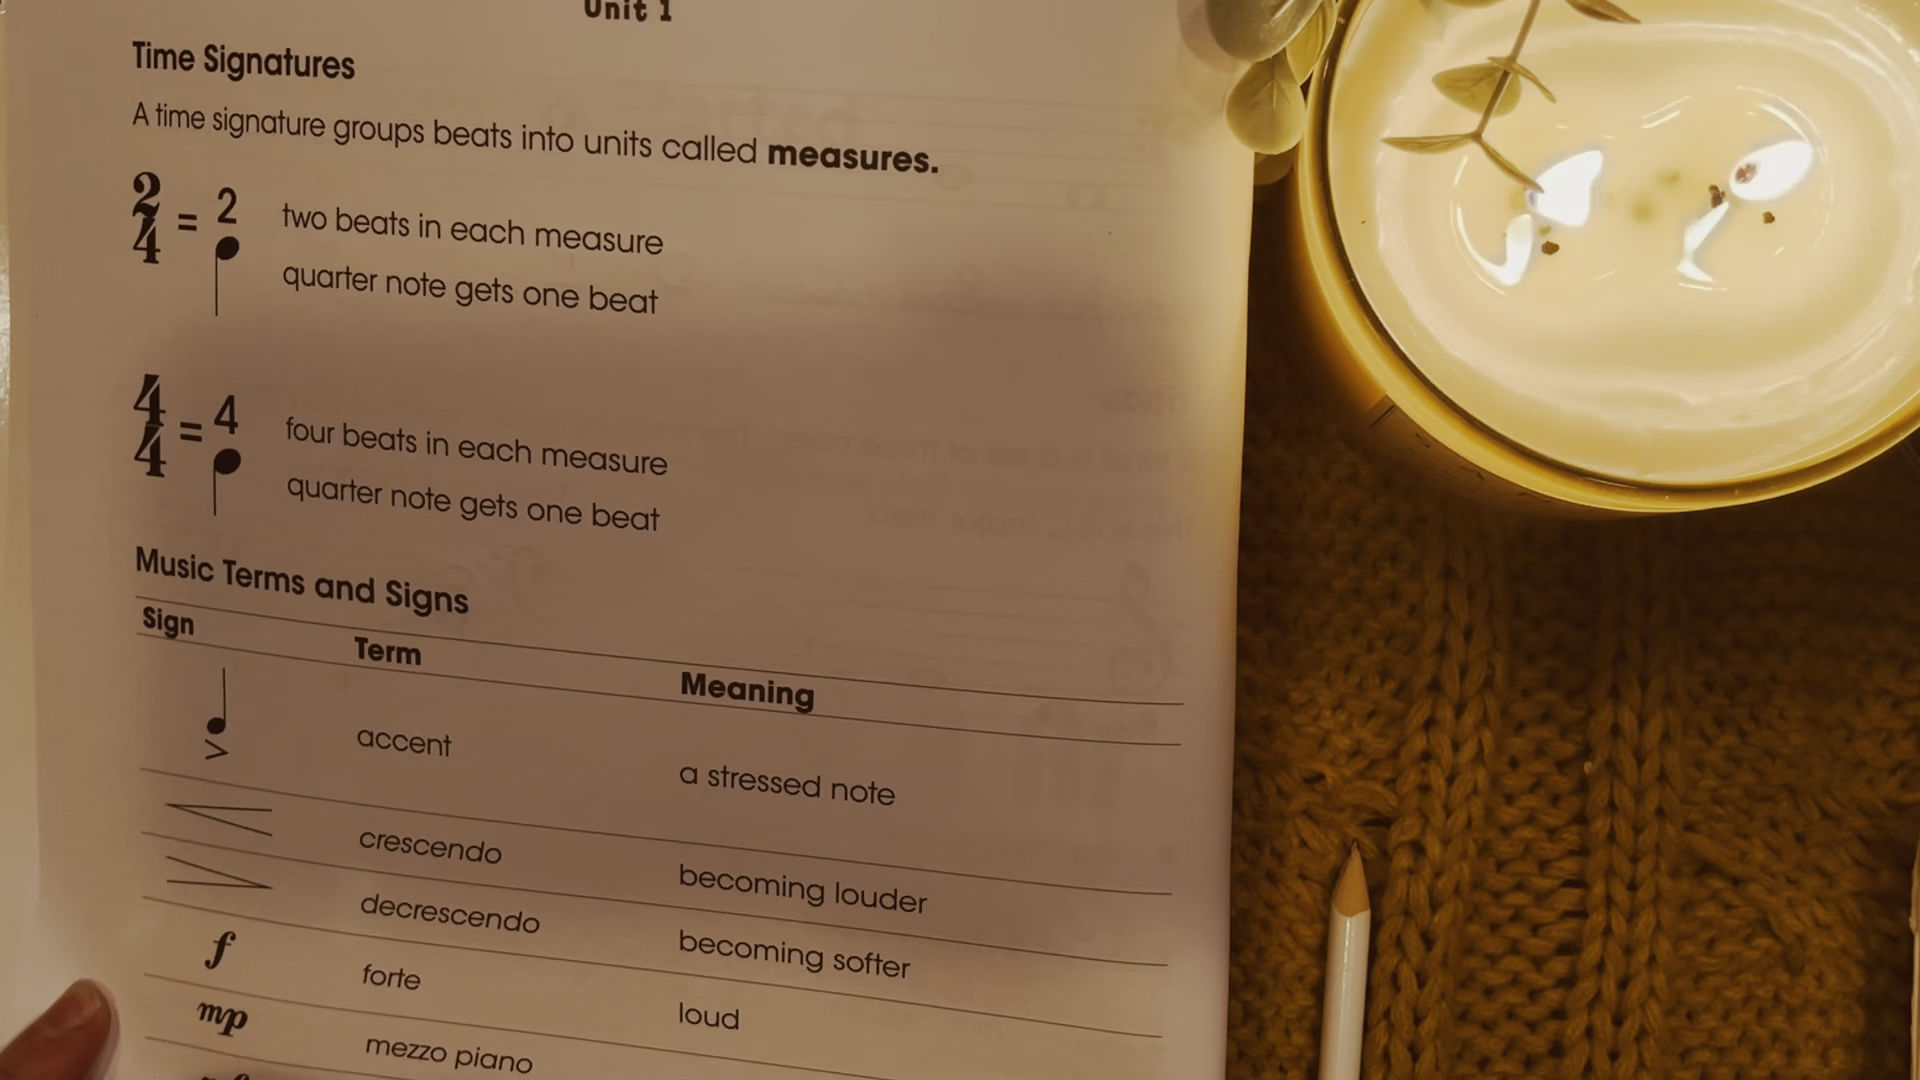 Unit 1
Time Signatures
A time signature groups beats into units called measures.
2 4 = 2 two beats in each measure
quarter note gets one beat
4 4 = 4 four beats in each measure
quarter note gets one beat
Music Terms and Signs
Sign Term Meaning
> accent a stressed note
crescendo becoming louder
decrescendo becoming softer
f forte loud
mp mezzo piano